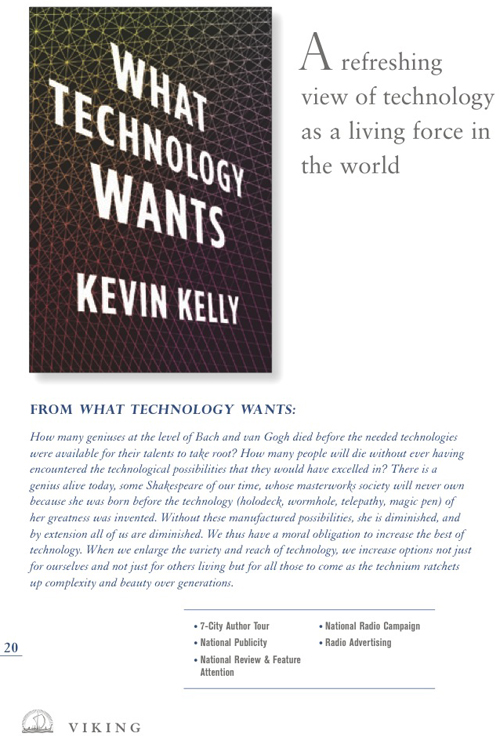 WHAT
TECHNOLOGY
WANTS
KEVIN KELLY
A refreshing
view of technology
as a living force in
the world
FROM WHAT TECHNOLOGY WANTS:
How many geniuses at the level of Bach and van Gogh died before the needed technologies
were available for their talents to take root? How many people will die without ever having
encountered the technological possibilities that they would have excelled in? There is a
genius alive today, some Shakespeare of our time, whose masterworks society will never own
because she was born before the technology (holodeck, wormhole, telepathy, magic pen) of
her greatness was invented. Without these manufactured possibilities, she is diminished, and
by extension all of us are diminished. We thus have a moral obligation to increase the best of
technology. When we enlarge the variety and reach of technology, we increase options not just
for ourselves and not just for others living but for all those to come as the technium ratchets
up complexity and beauty over generations.
• 7-City Author Tour
• National Publicity
• National Review & Feature
Attention
• National Radio Campaign
• Radio Advertising
20
VIKING